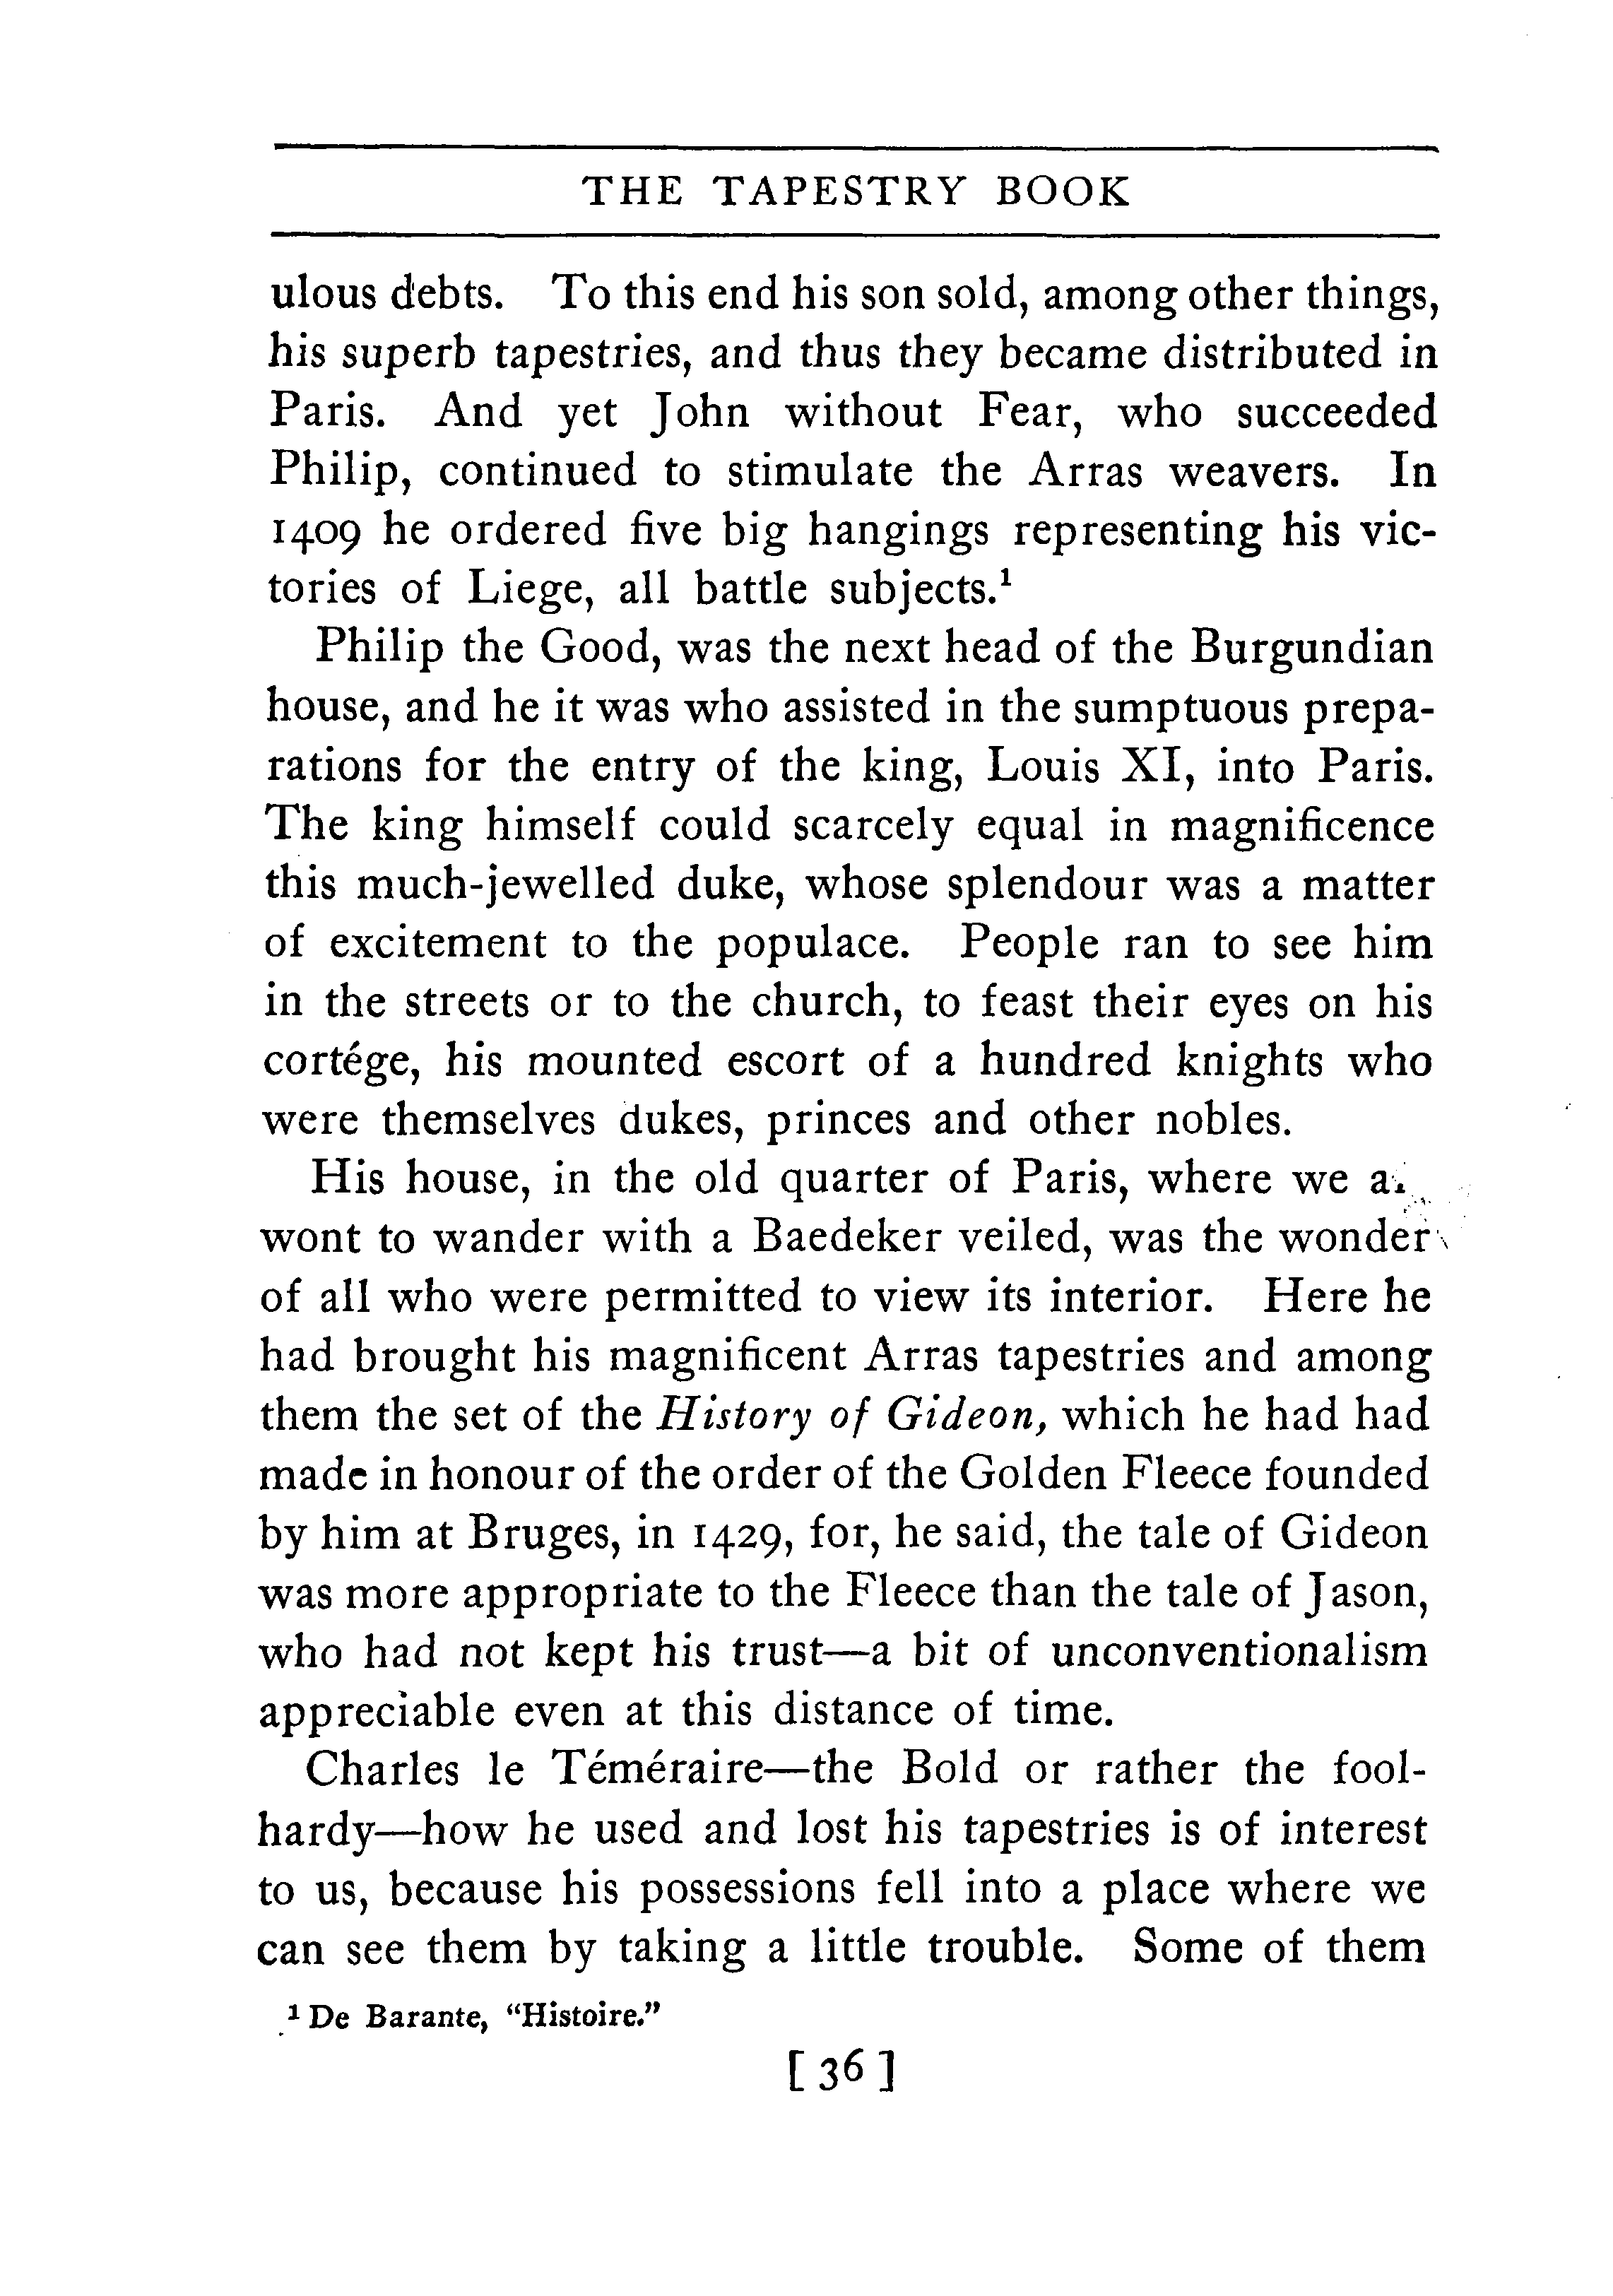 THE TAPESTRY BOOK
ulous debts. To this end his son sold, among other things,
his superb tapestries, and thus they became distributed in
Paris. And yet John without Fear, who succeeded
Philip, continued to stimulate the Arras weavers. In
1409 he ordered five big hangings representing his vic-
tories of Liege, all battle subjects.¹
Philip the Good, was the next head of the Burgundian
house, and he it was who assisted in the sumptuous prepa-
rations for the entry of the king, Louis XI, into Paris.
The king himself could scarcely equal in magnificence
this much-jewelled duke, whose splendour was a matter
of excitement to the populace. People ran to see him
in the streets or to the church, to feast their eyes on his
cortége, his mounted escort of a hundred knights who
were themselves dukes, princes and other nobles.
His house, in the old quarter of Paris, where we
wont to wander with a Baedeker veiled, was the wonder
of all who were permitted to view its interior. Here he
had brought his magnificent Arras tapestries and among
them the set of the History of Gideon, which he had had
made in honour of the order of the Golden Fleece founded
by him at Bruges, in 1429, for, he said, the tale of Gideon
was more appropriate to the Fleece than the tale of Jason,
who had not kept his trust—a bit of unconventionalism
appreciable even at this distance of time.
Charles le Téméraire—the Bold or rather the fool-
hardy—how he used and lost his tapestries is of interest
to us, because his possessions fell into a place where we
can see them by taking a little trouble. Some of them
¹ De Barante, “Histoire.”
[36]